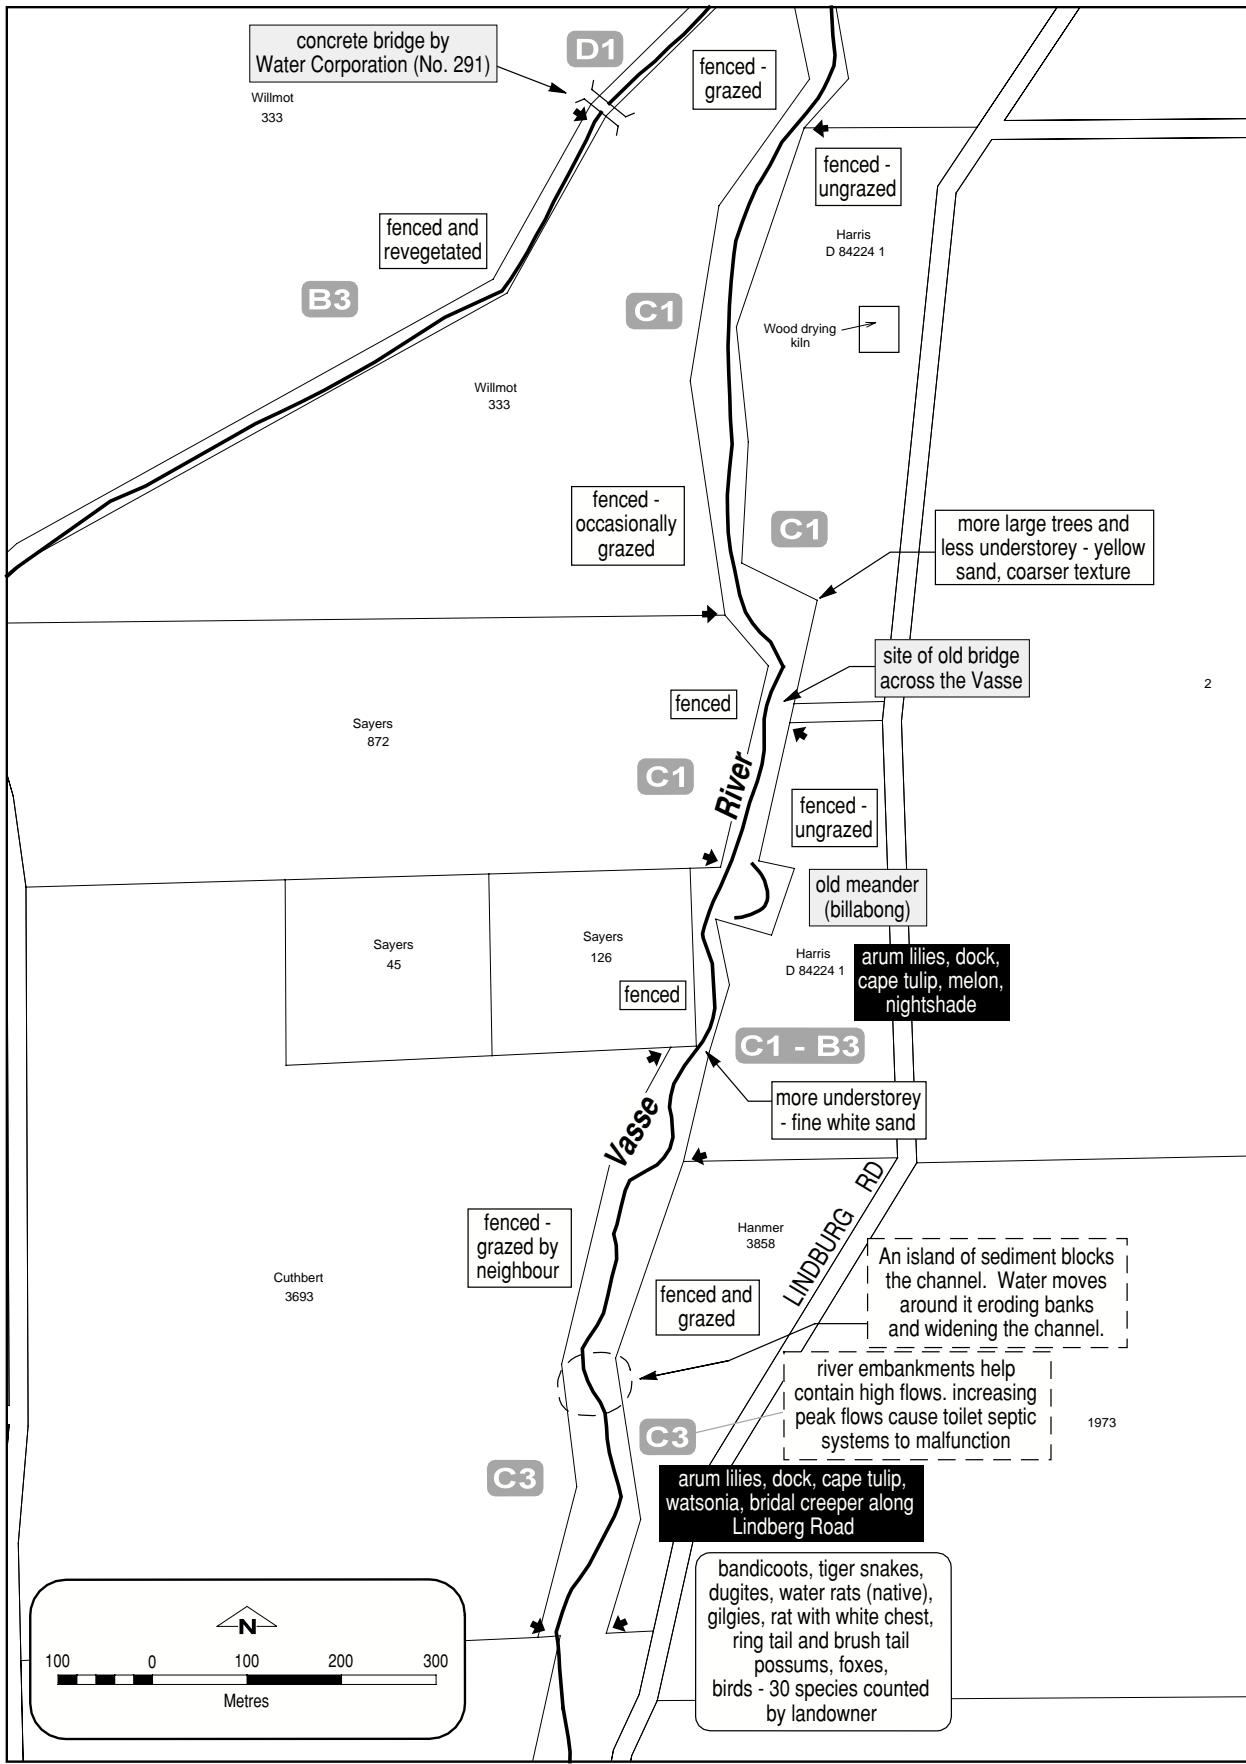 concrete bridge by
Water Corporation (No. 291)
D1
fenced -
grazed
Willmot
333
fenced -
ungrazed
fenced and
revegetated
Harris
D 84224 1
B3
C1
Wood drying
kiln
Willmot
333
fenced -
occasionally
grazed
C1
more large trees and
less understorey - yellow
sand, coarser texture
site of old bridge
across the Vasse
2
fenced
Sayers
872
C1
River
fenced -
ungrazed
old meander
(billabong)
Sayers
45
Sayers
126
Harris
D 84224 1
arum lilies, dock,
cape tulip, melon,
nightshade
fenced
C1 - B3
more understorey
- fine white sand
Vasse
LINDBURG RD
fenced -
grazed by
neighbour
Hanmer
3858
An island of sediment blocks
the channel. Water moves
around it eroding banks
and widening the channel.
Cuthbert
3693
fenced and
grazed
river embankments help
contain high flows. increasing
peak flows cause toilet septic
systems to malfunction
1973
C3
C3
arum lilies, dock, cape tulip,
watsonia, bridal creeper along
Lindberg Road
bandicoots, tiger snakes,
dugites, water rats (native),
gilgies, rat with white chest,
ring tail and brush tail
possums, foxes,
birds - 30 species counted
by landowner
N
100 0 100 200 300
Metres